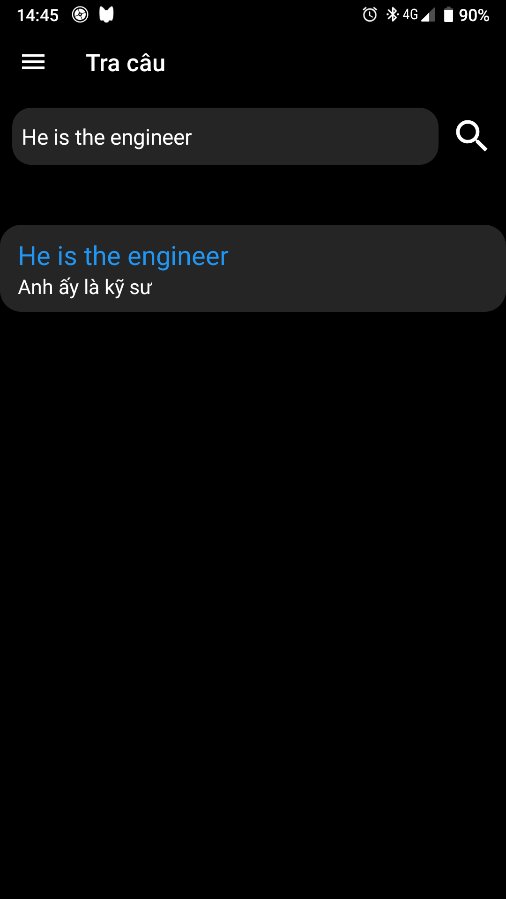 14:45 4G 90%
Tra câu
He is the engineer
He is the engineer
Anh ấy là kỹ sư